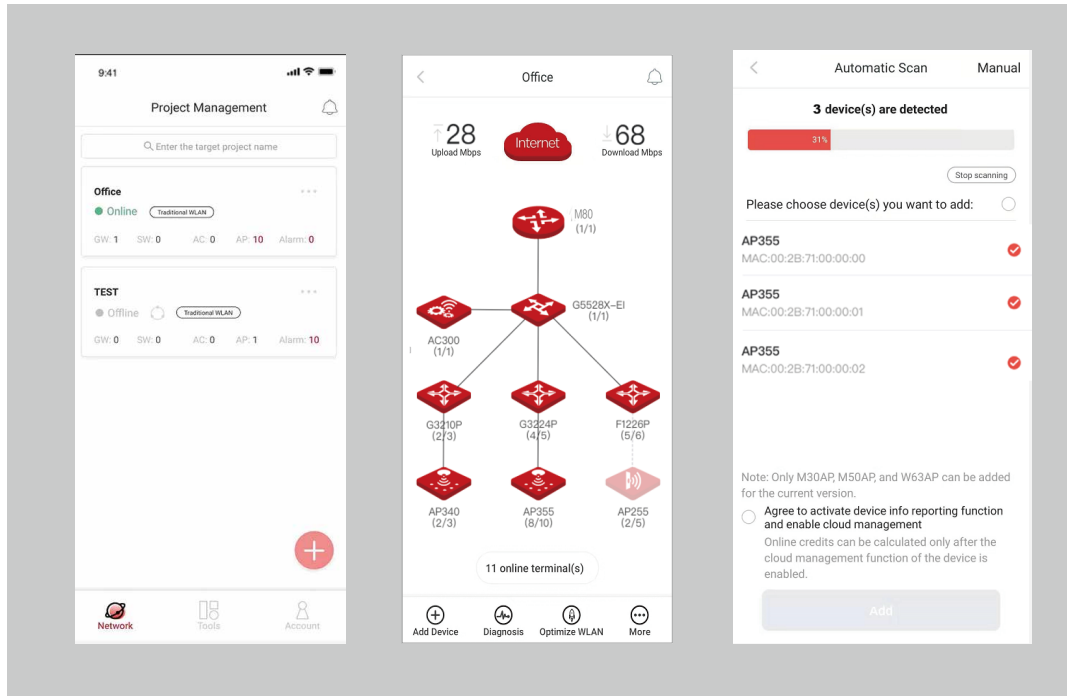 9:41
Project Management
Enter the target project name
Office
Online Traditional WLAN
GW: 1 SW: 0 AC: 0 AP: 10 Alarm: 0
TEST
Offline Traditional WLAN
GW: 0 SW: 0 AC: 0 AP: 1 Alarm: 10
Network Tools Account
Office
28 Internet 68
Upload Mbps Download Mbps
M80
(1/1)
G5528X-EI
(1/1)
AC300
(1/1)
G3210P G3224P F1226P
(2/3) (4/5) (5/6)
AP340 AP355 AP255
(2/3) (8/10) (2/5)
11 online terminal(s)
Add Device Diagnosis Optimize WLAN More
Automatic Scan Manual
3 device(s) are detected
31%
Stop scanning
Please choose device(s) you want to add:
AP355
MAC:00:2B:71:00:00:00
AP355
MAC:00:2B:71:00:00:01
AP355
MAC:00:2B:71:00:00:02
Note: Only M30AP, M50AP, and W63AP can be added
for the current version.
Agree to activate device info reporting function
and enable cloud management
Online credits can be calculated only after the
cloud management function of the device is
enabled.
Add